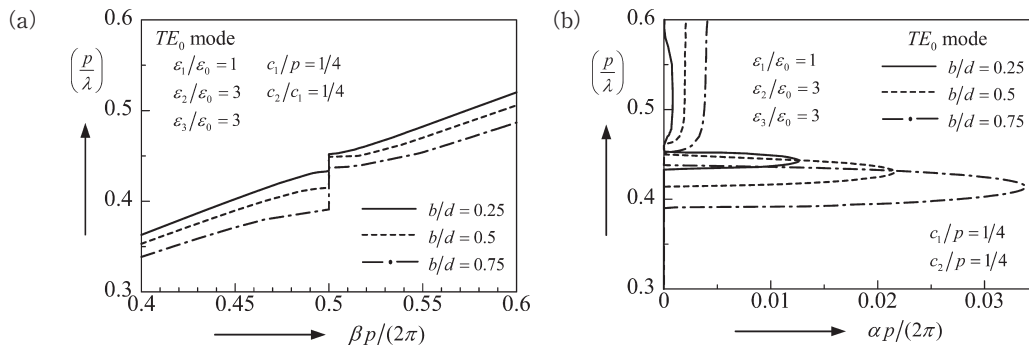 (a)
0.6
(p/λ)
0.5
0.4
0.3
TE₀ mode
ε₁/ε₀ = 1 c₁/p = 1/4
ε₂/ε₀ = 3 c₂/c₁ = 1/4
ε₃/ε₀ = 3
b/d = 0.25
b/d = 0.5
b/d = 0.75
0.4 0.45 0.5 0.55 0.6
βp/(2π)
(b)
0.6
(p/λ)
0.5
0.4
0.3
TE₀ mode
ε₁/ε₀ = 1
ε₂/ε₀ = 3
ε₃/ε₀ = 3
b/d = 0.25
b/d = 0.5
b/d = 0.75
c₁/p = 1/4
c₂/p = 1/4
0 0.01 0.02 0.03
αp/(2π)